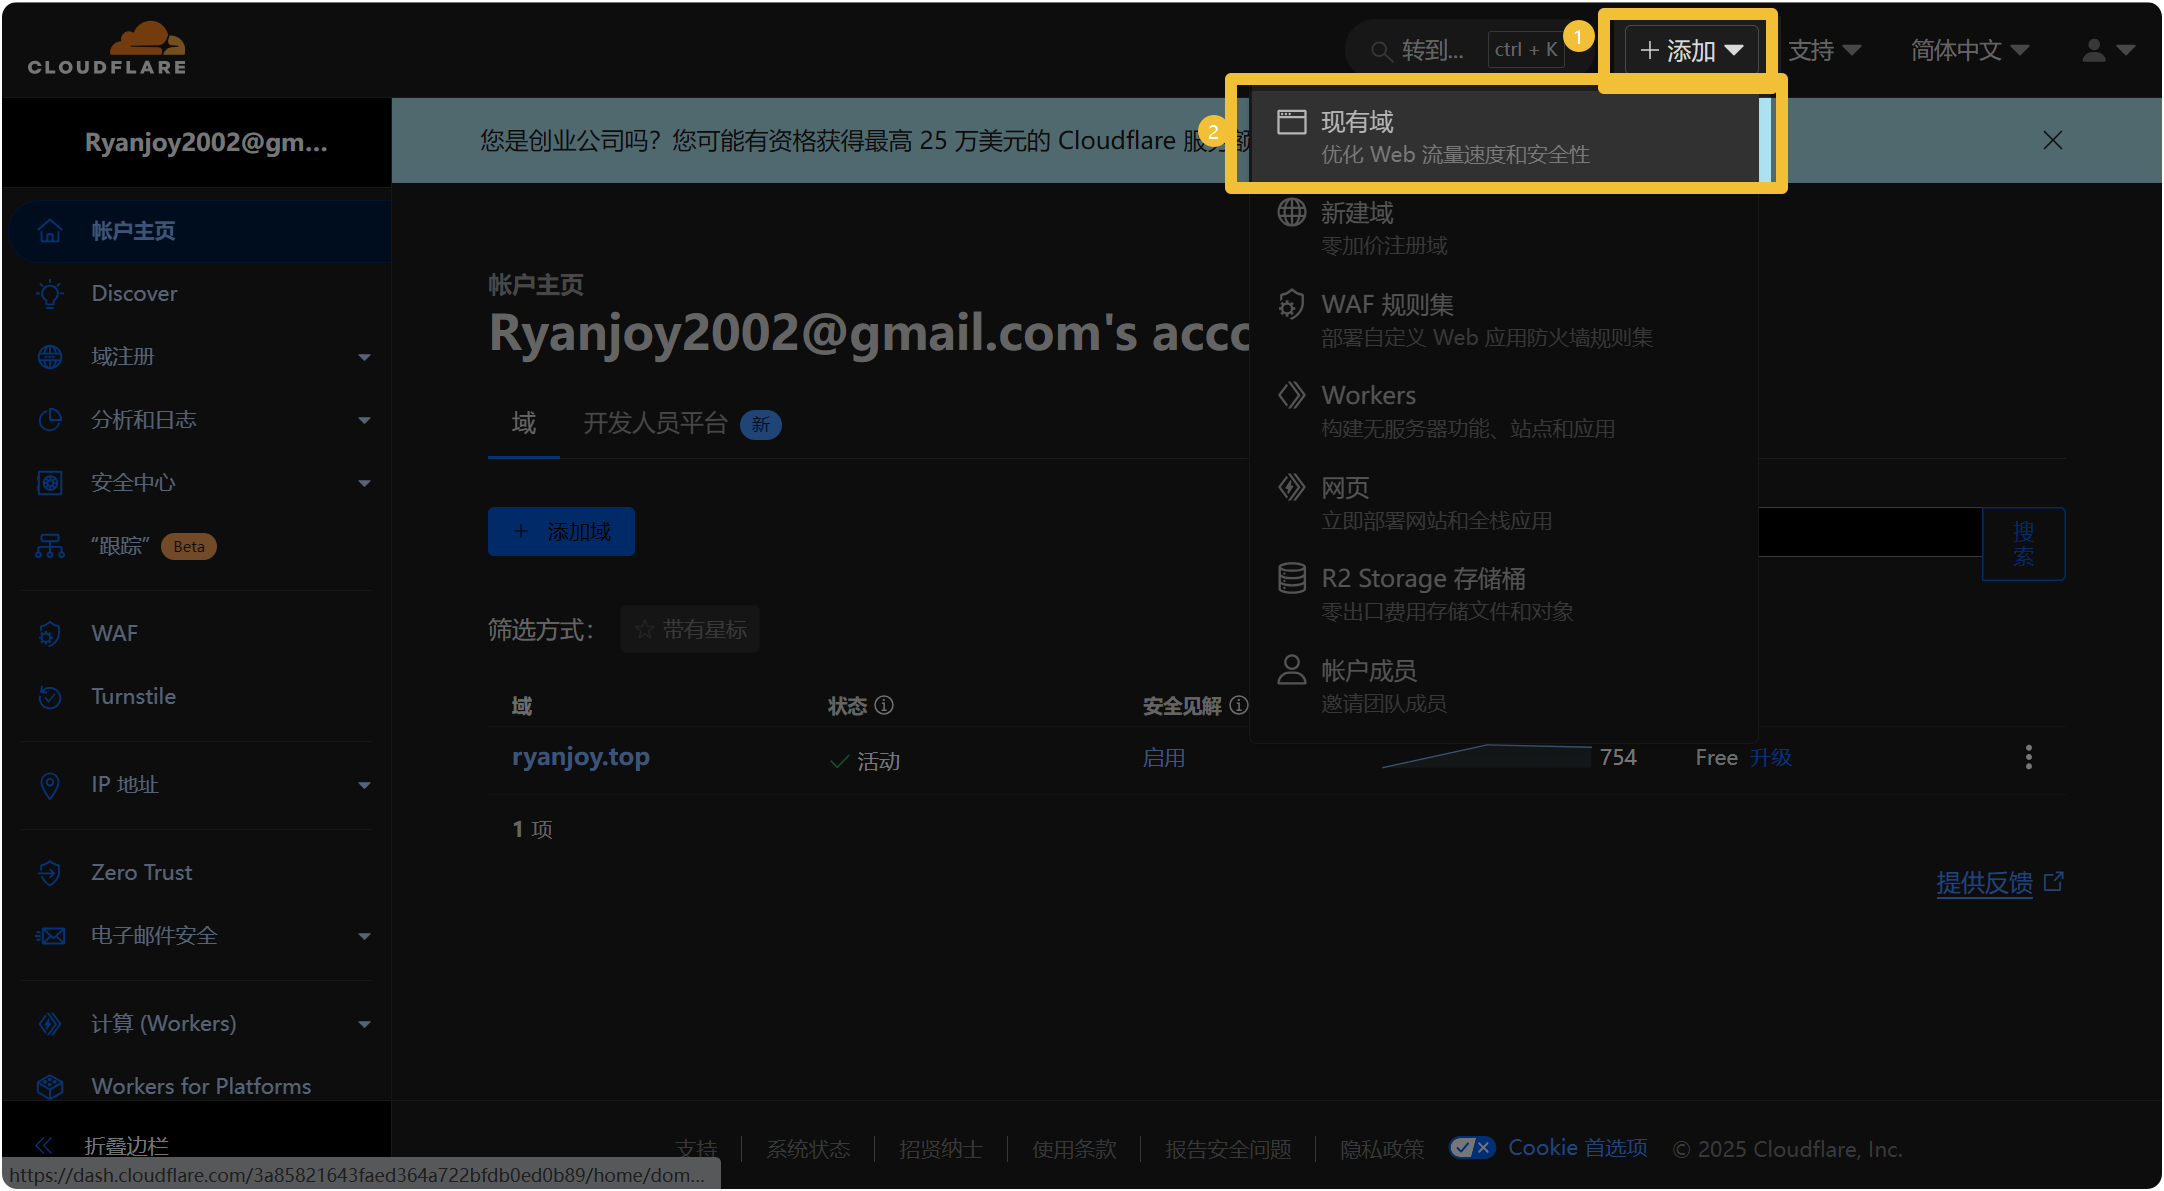 CLOUDFLARE
转到...
ctrl + K
1
+ 添加
支持
简体中文
Ryanjoy2002@gm...
您是创业公司吗？您可能有资格获得最高 25 万美元的 Cloudflare 服务额
2
现有域
优化 Web 流量速度和安全性
新建域
零加价注册域
WAF 规则集
部署自定义 Web 应用防火墙规则集
Workers
构建无服务器功能、站点和应用
网页
立即部署网站和全栈应用
R2 Storage 存储桶
零出口费用存储文件和对象
帐户成员
邀请团队成员
帐户主页
Discover
域注册
分析和日志
安全中心
“跟踪” Beta
WAF
Turnstile
IP 地址
Zero Trust
电子邮件安全
计算 (Workers)
Workers for Platforms
折叠边栏
帐户主页
Ryanjoy2002@gmail.com's acco
域
开发人员平台 新
+ 添加域
搜索
筛选方式：
带有星标
域
状态
安全见解
ryanjoy.top
活动
启用
754
Free 升级
1 项
提供反馈
支持
系统状态
招贤纳士
使用条款
报告安全问题
隐私政策
Cookie 首选项
© 2025 Cloudflare, Inc.
https://dash.cloudflare.com/3a85821643faed364a722bfdb0ed0b89/home/dom...